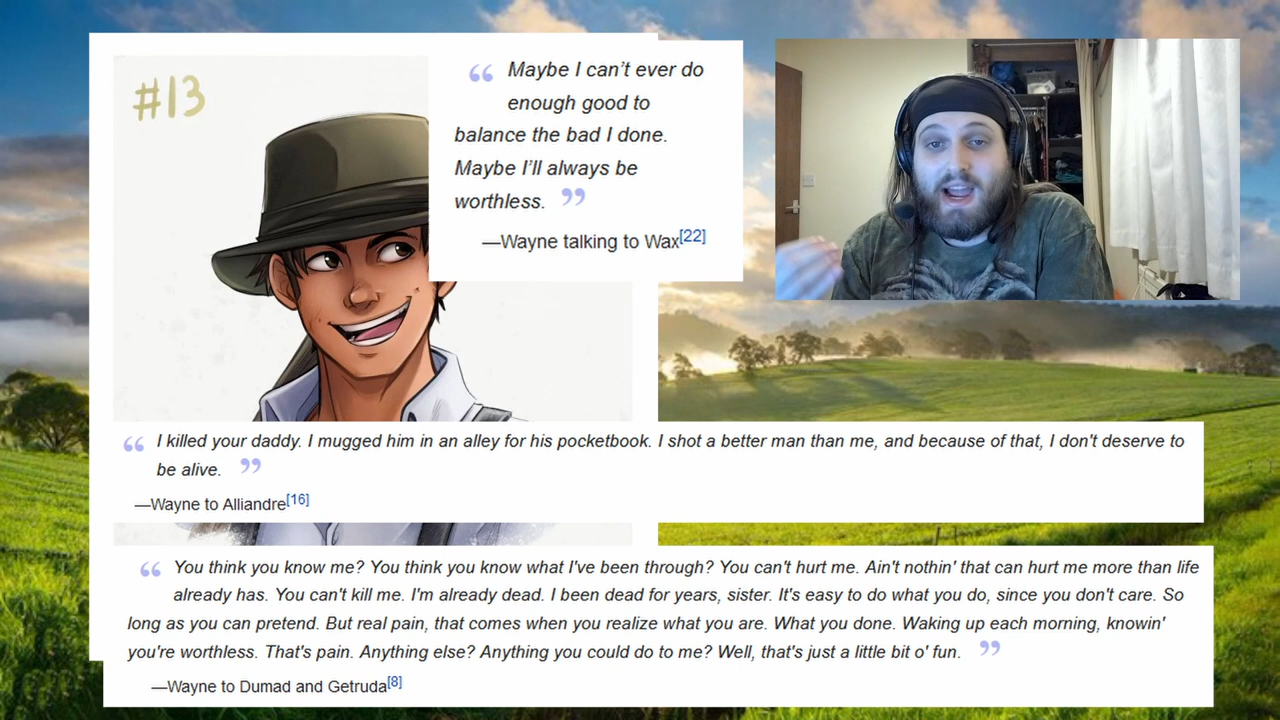 #13
“ Maybe I can’t ever do
enough good to
balance the bad I done.
Maybe I’ll always be
worthless. ”
—Wayne talking to Wax[22]
“ I killed your daddy. I mugged him in an alley for his pocketbook. I shot a better man than me, and because of that, I don't deserve to
be alive. ”
—Wayne to Alliandre[16]
“ You think you know me? You think you know what I've been through? You can't hurt me. Ain't nothin' that can hurt me more than life
already has. You can't kill me. I'm already dead. I been dead for years, sister. It's easy to do what you do, since you don't care. So
long as you can pretend. But real pain, that comes when you realize what you are. What you done. Waking up each morning, knowin'
you're worthless. That's pain. Anything else? Anything you could do to me? Well, that's just a little bit o' fun. ”
—Wayne to Dumad and Getruda[8]